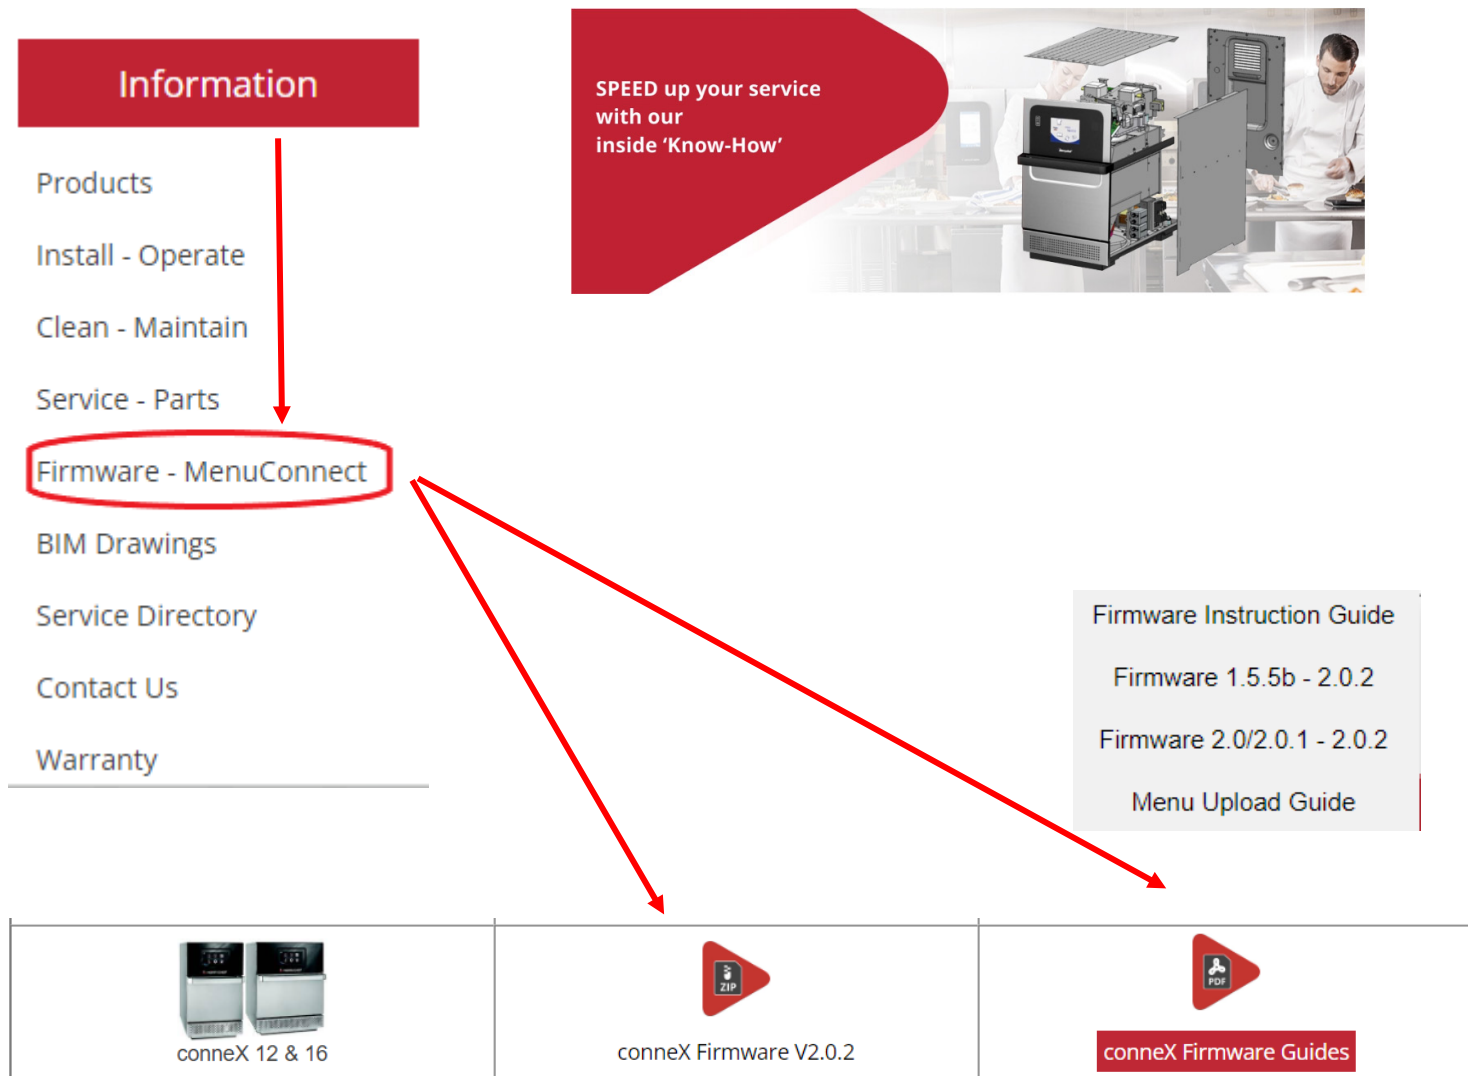 Information
Products
Install - Operate
Clean - Maintain
Service - Parts
Firmware - MenuConnect
BIM Drawings
Service Directory
Contact Us
Warranty
SPEED up your service
with our
inside ‘Know-How’
Firmware Instruction Guide
Firmware 1.5.5b - 2.0.2
Firmware 2.0/2.0.1 - 2.0.2
Menu Upload Guide
conneX 12 & 16
ZIP
conneX Firmware V2.0.2
PDF
conneX Firmware Guides